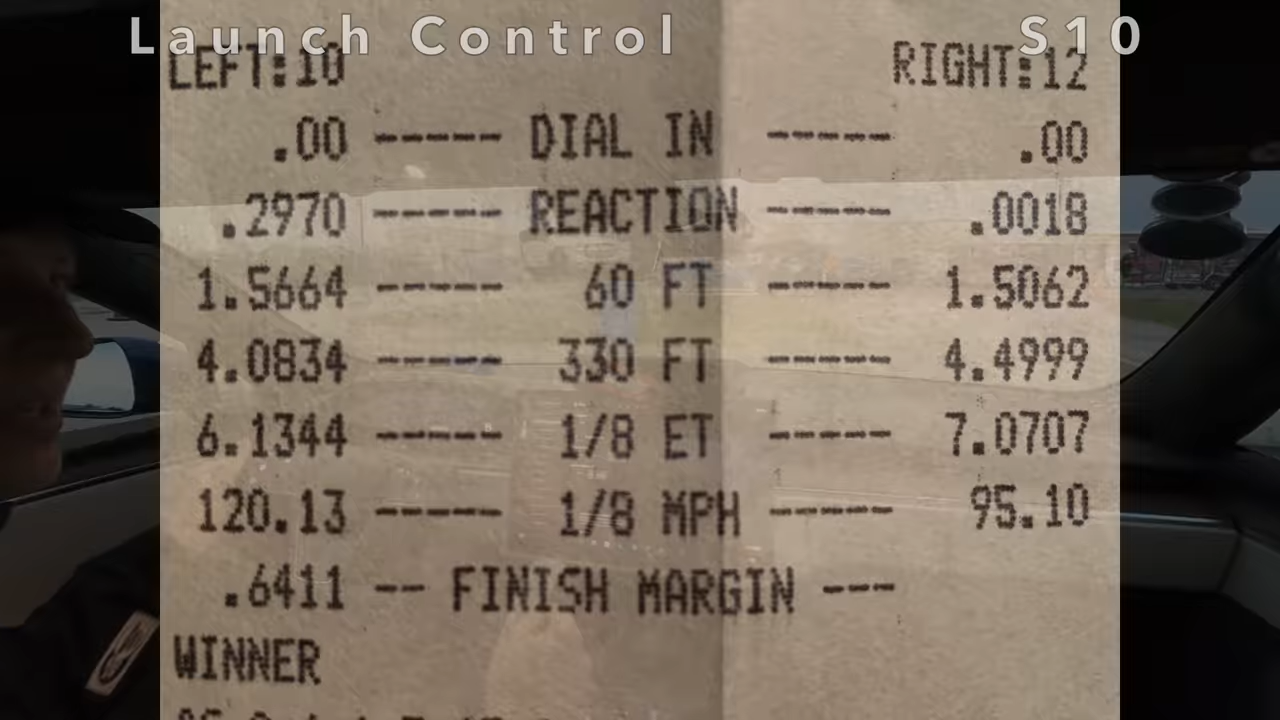 Launch Control S10
LEFT:10 RIGHT:12
.00 ----- DIAL IN ----- .00
.2970 ----- REACTION ----- .0018
1.5664 ----- 60 FT ----- 1.5062
4.0834 ----- 330 FT ----- 4.4999
6.1344 ----- 1/8 ET ----- 7.0707
120.13 ----- 1/8 MPH ----- 95.10
.6411 -- FINISH MARGIN ---
WINNER